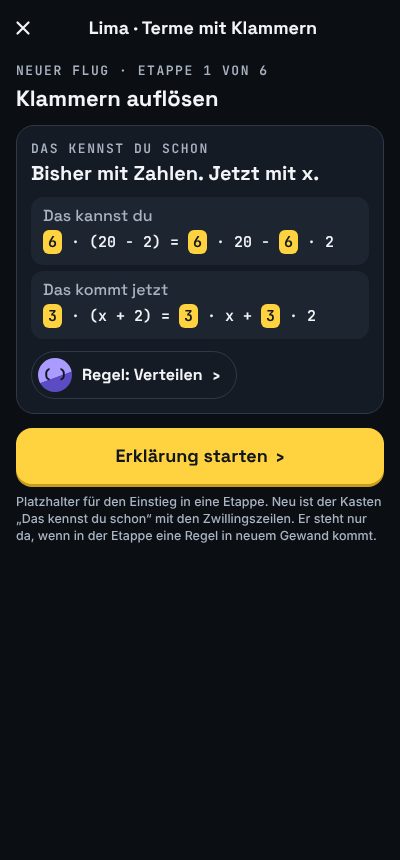 Lima · Terme mit Klammern
NEUER FLUG · ETAPPE 1 VON 6
Klammern auflösen
DAS KENNST DU SCHON
Bisher mit Zahlen. Jetzt mit x.
Das kannst du
6 · (20 - 2) = 6 · 20 - 6 · 2
Das kommt jetzt
3 · (x + 2) = 3 · x + 3 · 2
( ) Regel: Verteilen >
Erklärung starten >
Platzhalter für den Einstieg in eine Etappe. Neu ist der Kasten
„Das kennst du schon“ mit den Zwillingszeilen. Er steht nur
da, wenn in der Etappe eine Regel in neuem Gewand kommt.